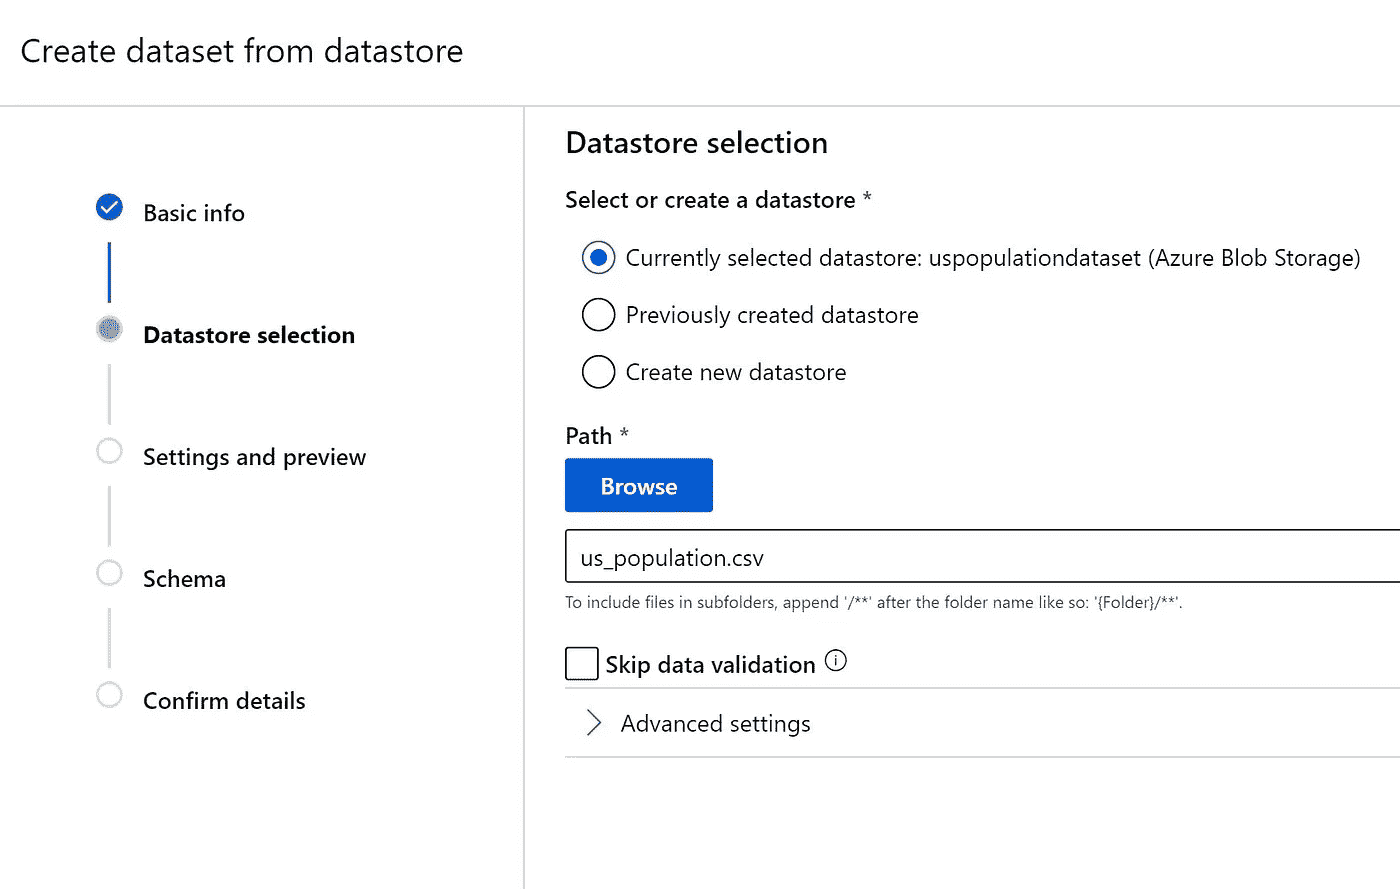 Create dataset from datastore
Basic info
Datastore selection
Settings and preview
Schema
Confirm details
Datastore selection
Select or create a datastore *
Currently selected datastore: uspopulationdataset (Azure Blob Storage)
Previously created datastore
Create new datastore
Path *
Browse
us_population.csv
To include files in subfolders, append '/**' after the folder name like so: '{Folder}/**'.
Skip data validation
Advanced settings